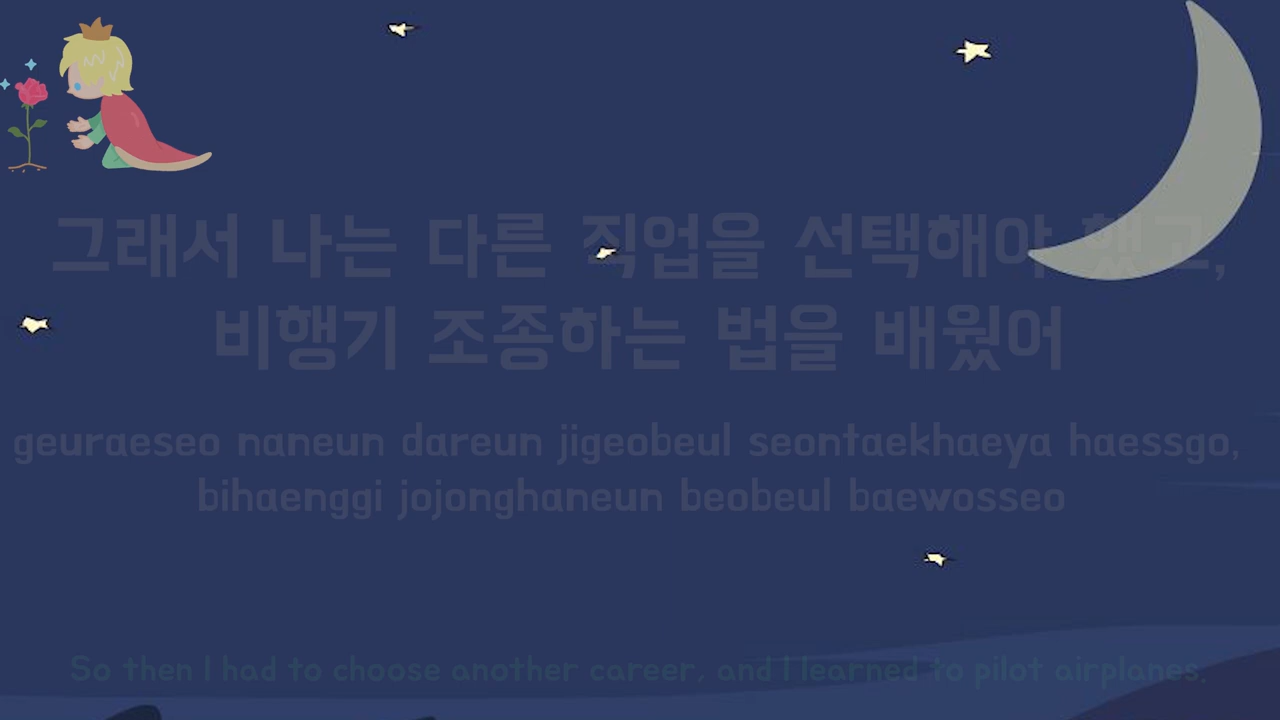 그래서 나는 다른 직업을 선택해야 했고,
비행기 조종하는 법을 배웠어
geuraeseo naneun dareun jigeobeul seontaekhaeya haessgo,
bihaenggi jojonghaneun beobeul baewosseo
So then I had to choose another career, and I learned to pilot airplanes.